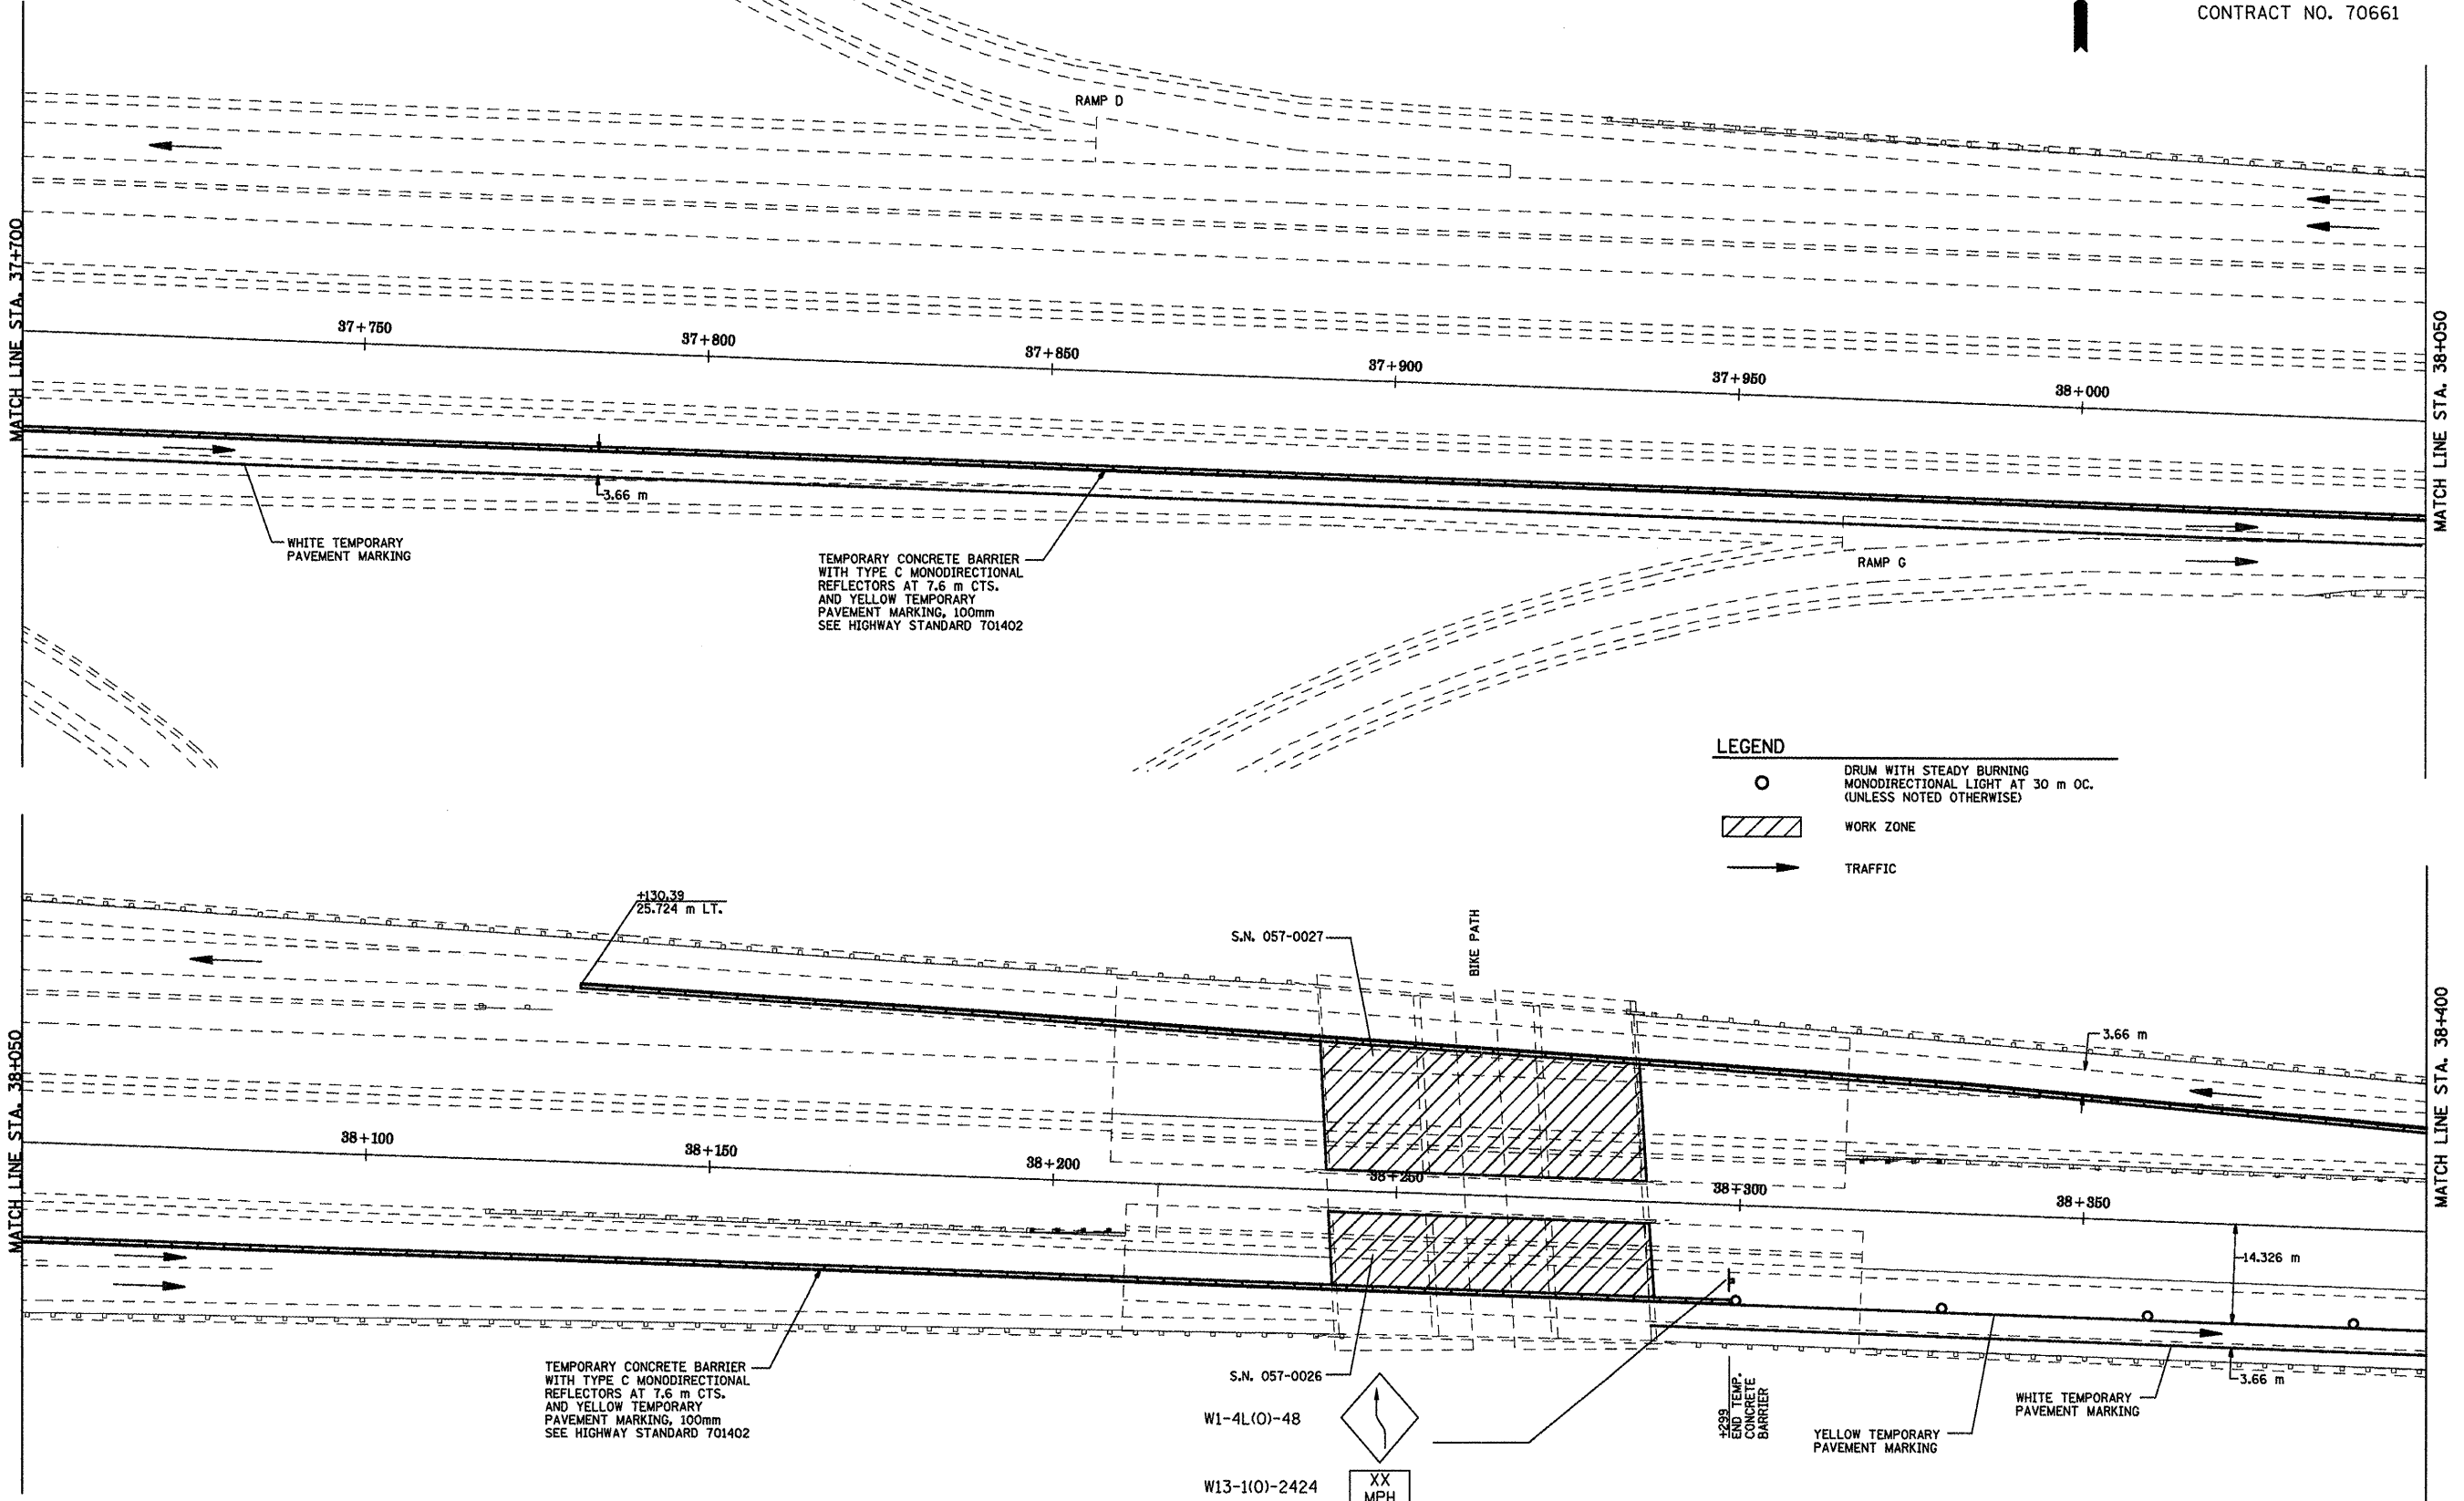 CONTRACT NO. 70661
RAMP D
MATCH LINE STA. 37+700
MATCH LINE STA. 38+050
37+750
37+800
37+850
37+900
37+950
38+000
3.66 m
WHITE TEMPORARY
PAVEMENT MARKING
TEMPORARY CONCRETE BARRIER
WITH TYPE C MONODIRECTIONAL
REFLECTORS AT 7.6 m CTS.
AND YELLOW TEMPORARY
PAVEMENT MARKING, 100mm
SEE HIGHWAY STANDARD 701402
RAMP G
LEGEND
DRUM WITH STEADY BURNING
MONODIRECTIONAL LIGHT AT 30 m OC.
(UNLESS NOTED OTHERWISE)
WORK ZONE
TRAFFIC
MATCH LINE STA. 38+050
MATCH LINE STA. 38+400
+130.39
25.724 m LT.
S.N. 057-0027
BIKE PATH
3.66 m
38+100
38+150
38+200
38+250
38+300
38+350
14.326 m
3.66 m
TEMPORARY CONCRETE BARRIER
WITH TYPE C MONODIRECTIONAL
REFLECTORS AT 7.6 m CTS.
AND YELLOW TEMPORARY
PAVEMENT MARKING, 100mm
SEE HIGHWAY STANDARD 701402
S.N. 057-0026
W1-4L(O)-48
W13-1(O)-2424
XX
MPH
+299
END TEMP.
CONCRETE
BARRIER
YELLOW TEMPORARY
PAVEMENT MARKING
WHITE TEMPORARY
PAVEMENT MARKING